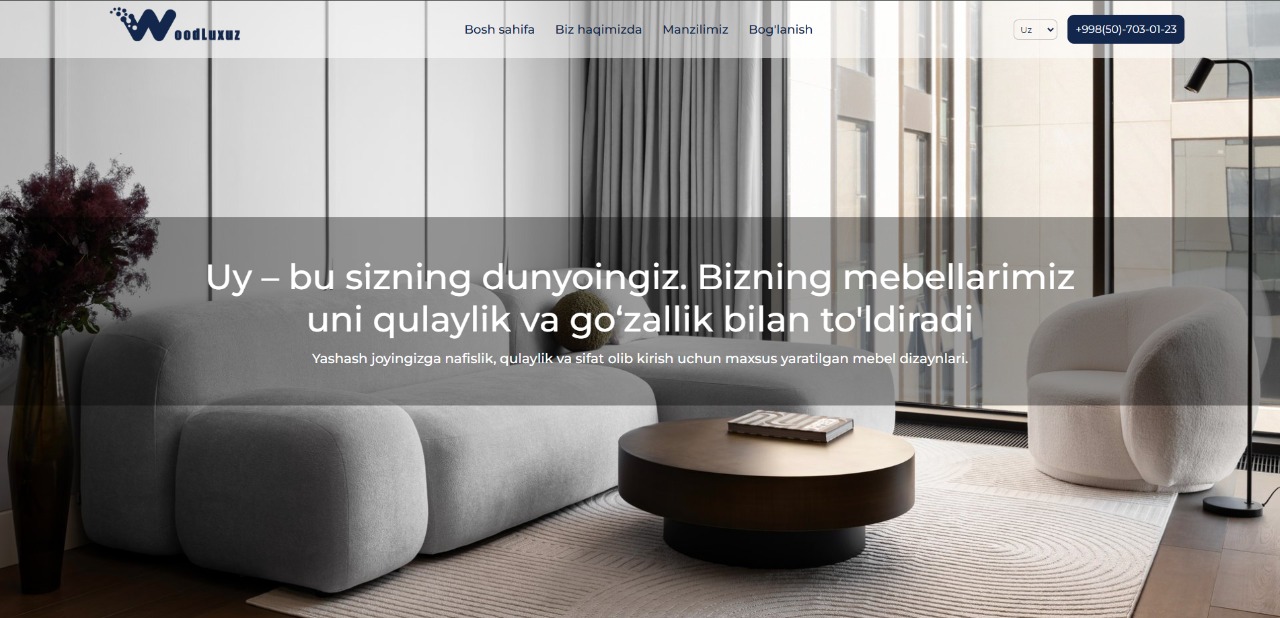 WoodLuxuz
Bosh sahifa
Biz haqimizda
Manzilimiz
Bog'lanish
Uz
+998(50)-703-01-23
Uy – bu sizning dunyoingiz. Bizning mebellarimiz
uni qulaylik va go‘zallik bilan to'ldiradi
Yashash joyingizga nafislik, qulaylik va sifat olib kirish uchun maxsus yaratilgan mebel dizaynlari.